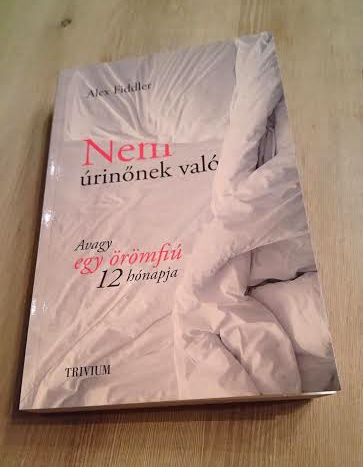 Alex Fiddler
Nem
úrinőnek való
Avagy
egy örömfiú
12 hónapja
TRIVIUM